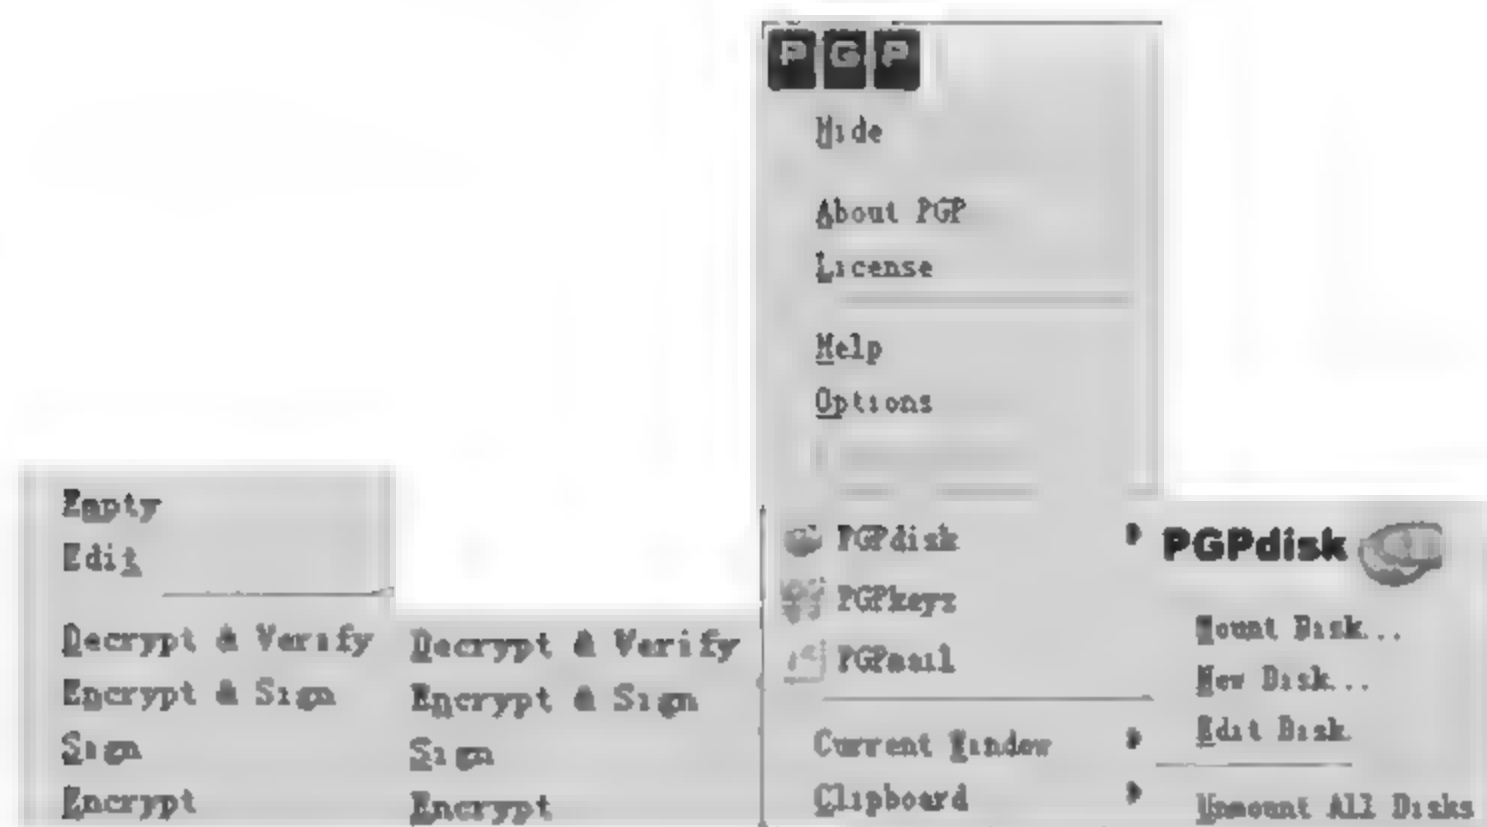 PGP
Hide
About PGP
License
Help
Options
PGPdisk
PGPkeys
PGPmail
Current Window
Clipboard
Empty
Edit
Decrypt & Verify
Encrypt & Sign
Sign
Encrypt
Decrypt & Verify
Encrypt & Sign
Sign
Encrypt
PGPdisk
Mount Disk...
New Disk...
Edit Disk
Unmount All Disks